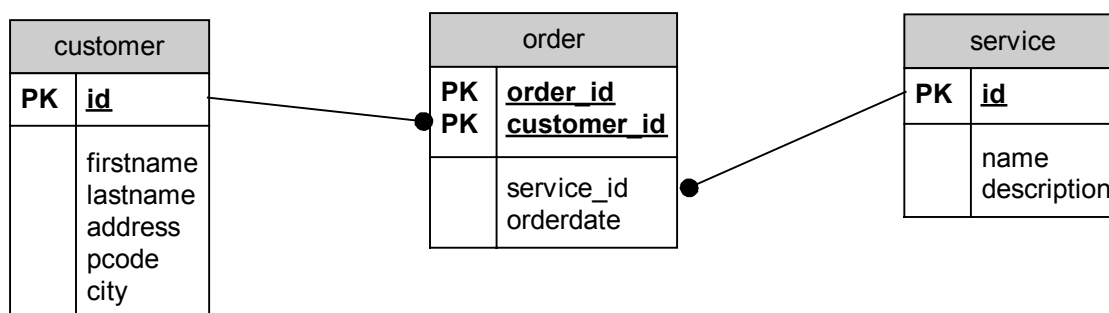 customer
PK id
firstname
lastname
address
pcode
city
order
PK order_id
PK customer_id
service_id
orderdate
service
PK id
name
description